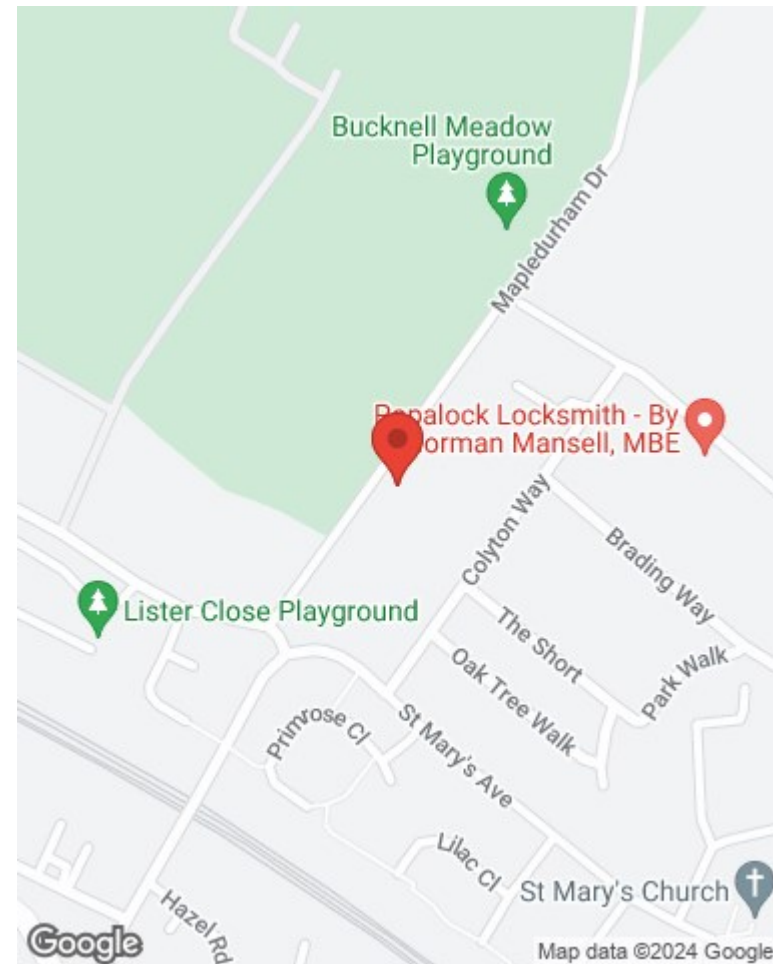 Bucknell Meadow
Playground
Mapledurham Dr
Locksmith - By
Mansell, MBE
Colyton Way
Brading Way
Lister Close Playground
The Short
Park Walk
Oak Tree Walk
Primrose Cl
St Mary's Ave
Lilac Cl
St Mary's Church
Hazel Rd
Google
Map data ©2024 Google